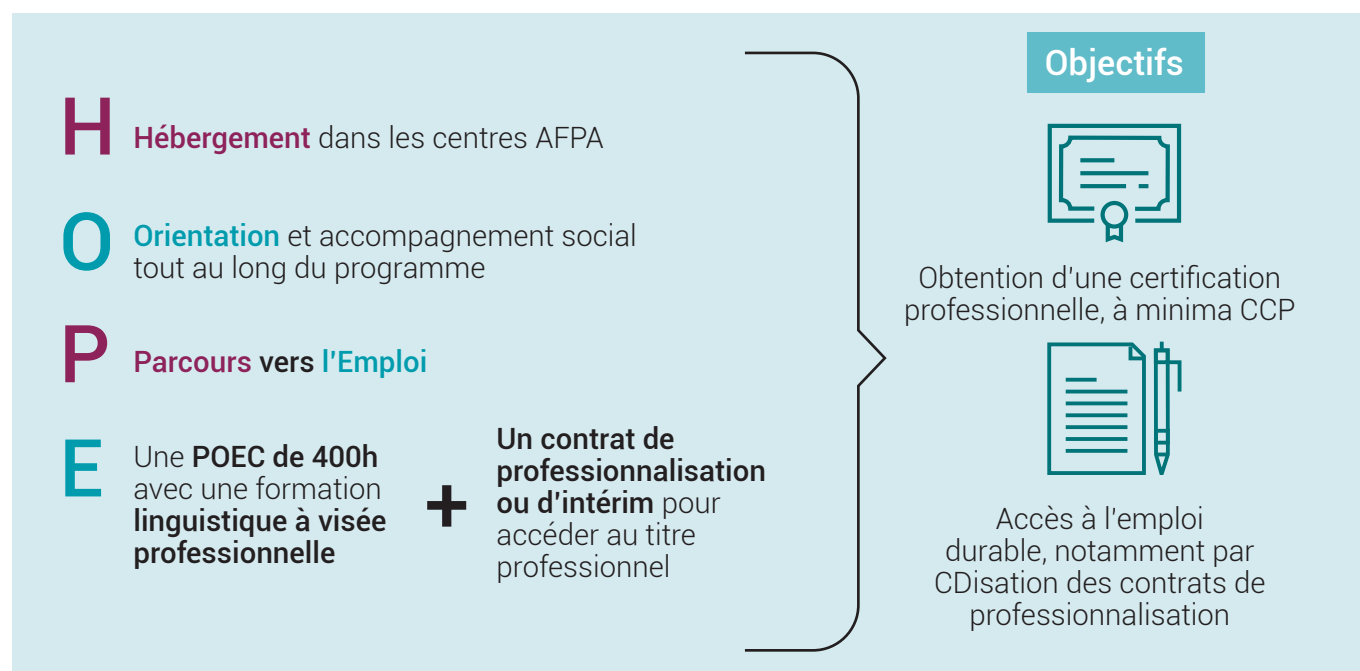 H Hébergement dans les centres AFPA
O Orientation et accompagnement social
tout au long du programme
P Parcours vers l'Emploi
E Une POEC de 400h
avec une formation
linguistique à visée
professionnelle
+
Un contrat de
professionnalisation
ou d'intérim pour
accéder au titre
professionnel
Objectifs
Obtention d'une certification
professionnelle, à minima CCP
Accès à l'emploi
durable, notamment par
CDisation des contrats de
professionnalisation